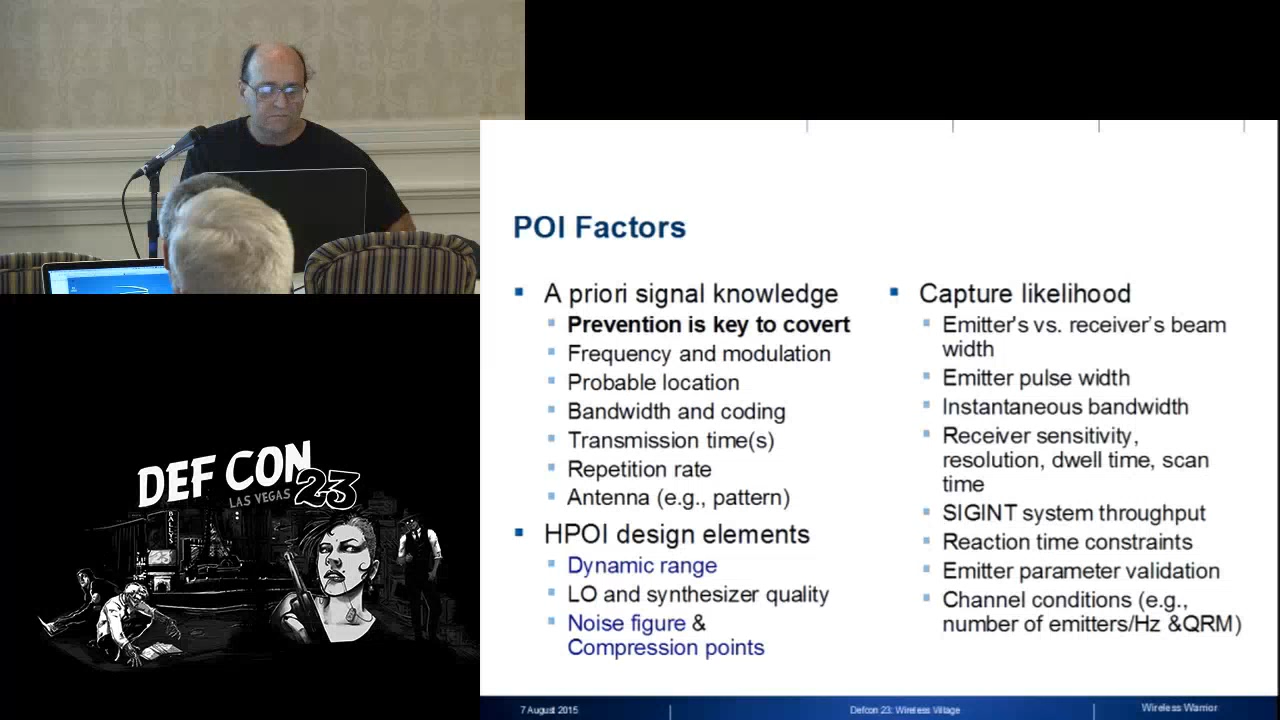 POI Factors
A priori signal knowledge
Prevention is key to covert
Frequency and modulation
Probable location
Bandwidth and coding
Transmission time(s)
Repetition rate
Antenna (e.g., pattern)
HPOI design elements
Dynamic range
LO and synthesizer quality
Noise figure &
Compression points
Capture likelihood
Emitter's vs. receiver’s beam
width
Emitter pulse width
Instantaneous bandwidth
Receiver sensitivity,
resolution, dwell time, scan
time
SIGINT system throughput
Reaction time constraints
Emitter parameter validation
Channel conditions (e.g.,
number of emitters/Hz &QRM)
7 August 2015
Defcon 23: Wireless Village
Wireless Warrior
DEF CON
LAS VEGAS 23
BALLYS
23